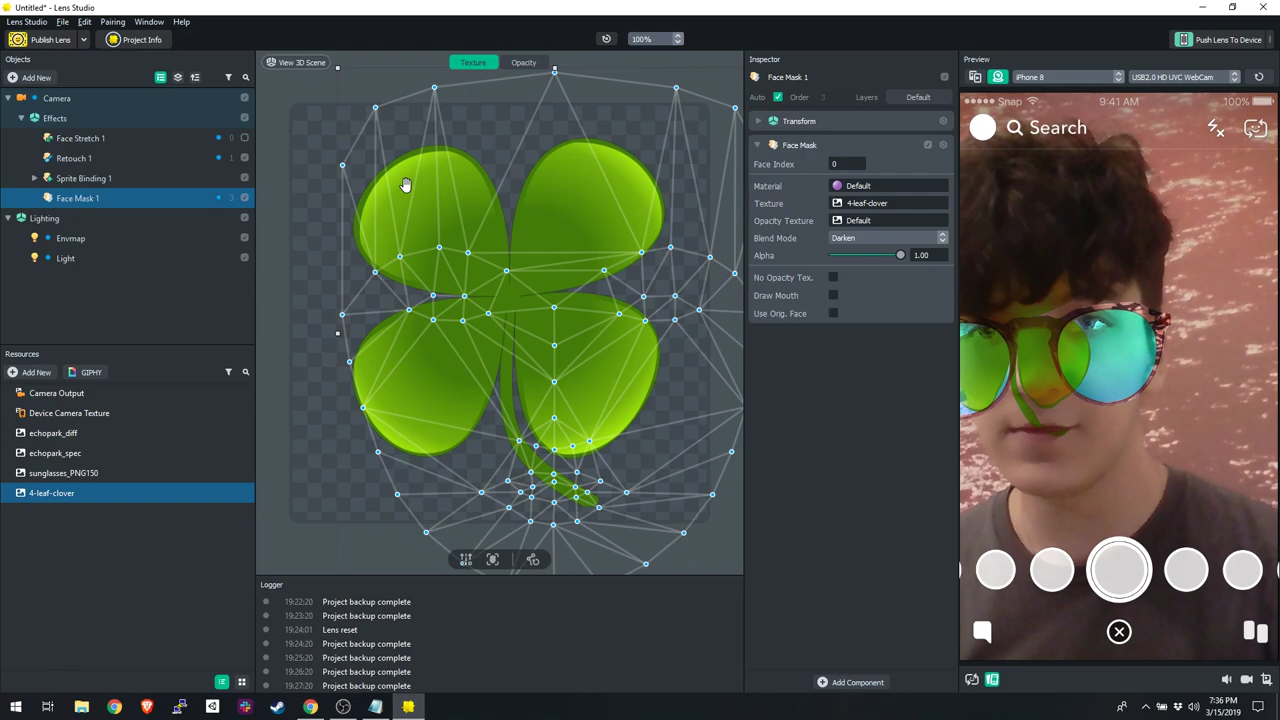 Untitled* - Lens Studio
Lens Studio File Edit Pairing Window Help
Publish Lens Project Info 100% Push Lens To Device
Objects
Add New
Camera
Effects
Face Stretch 1 0
Retouch 1 1
Sprite Binding 1
Face Mask 1 3
Lighting
Envmap
Light
Resources
Add New GIPHY
Camera Output
Device Camera Texture
echopark_diff
echopark_spec
sunglasses_PNG150
4-leaf-clover
View 3D Scene Texture Opacity
Logger
19:22:20 Project backup complete
19:23:20 Project backup complete
19:24:01 Lens reset
19:24:20 Project backup complete
19:25:20 Project backup complete
19:26:20 Project backup complete
19:27:20 Project backup complete
Inspector
Face Mask 1
Auto Order 3 Layers Default
Transform
Face Mask
Face Index 0
Material Default
Texture 4-leaf-clover
Opacity Texture Default
Blend Mode Darken
Alpha 1.00
No Opacity Tex.
Draw Mouth
Use Orig. Face
Add Component
Preview
iPhone 8 USB2.0 HD UVC WebCam
Snap 9:41 AM 100%
Search
7:36 PM
3/15/2019